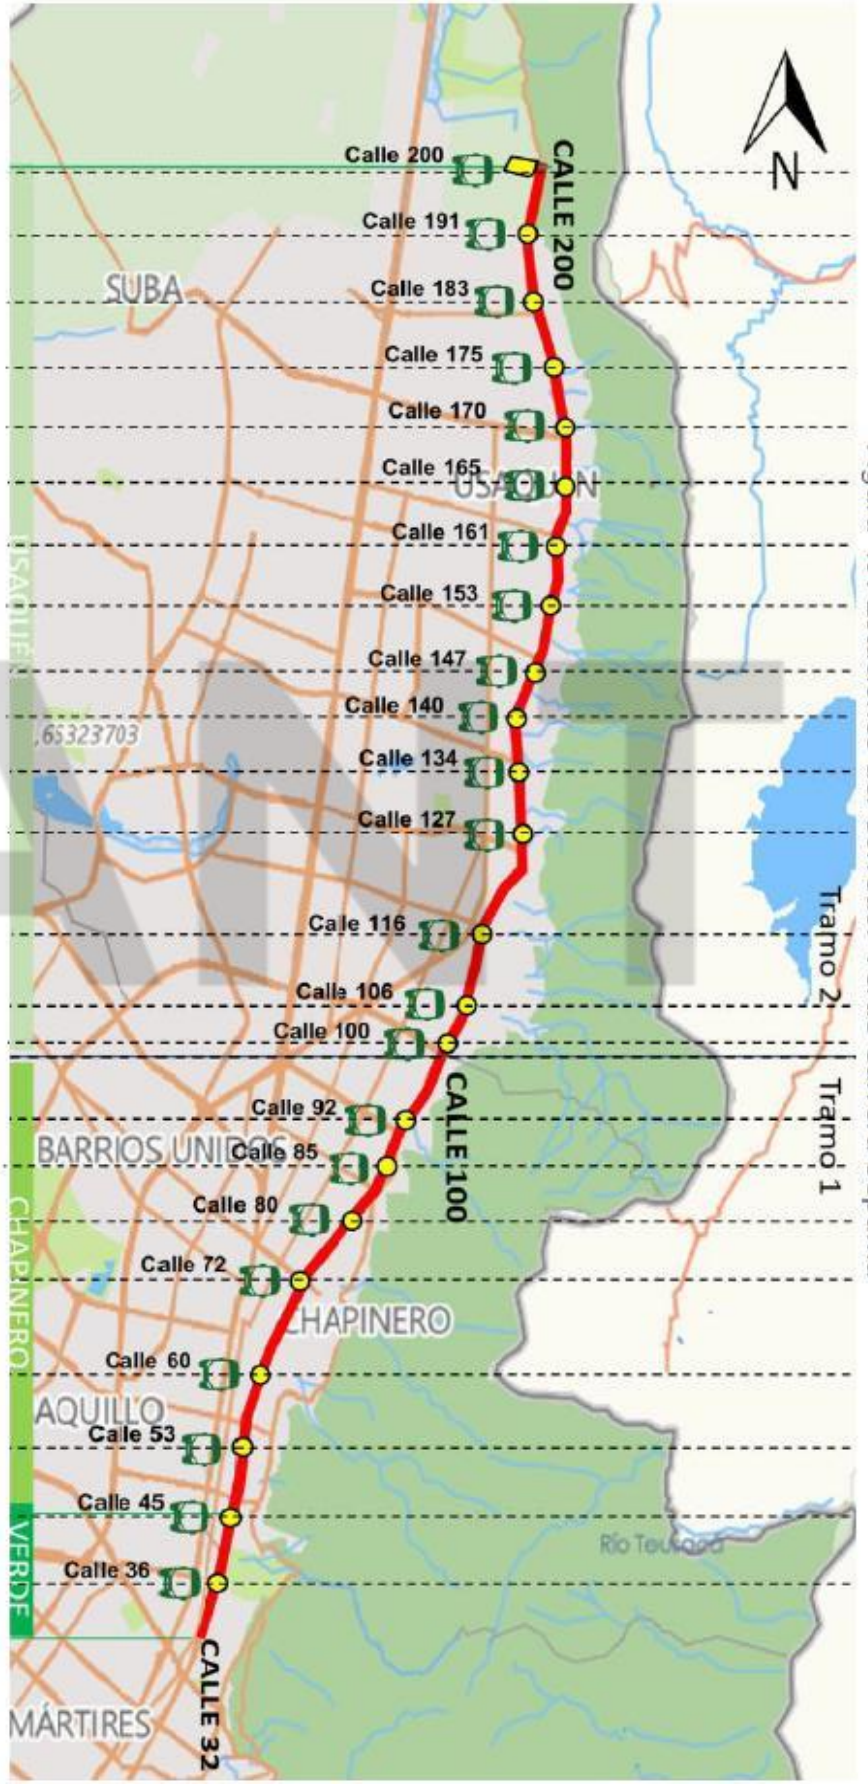 N
CALLE 200
Calle 200
Calle 191
SUBA
Calle 183
Calle 175
Calle 170
Calle 165
Calle 161
Calle 153
USAQUÉ
Calle 147
Calle 140
,65323703
Calle 134
Calle 127
ANT
Tramo 2
Calle 116
Calle 106
Calle 100
CALLE 100
Tramo 1
Calle 92
BARRIOS UNIDOS
Calle 85
Calle 80
CHAPINERO
Calle 72
CHAPINERO
Calle 60
AQUILLO
Calle 53
Calle 45
VERDE
Calle 36
CALLE 32
MÁRTIRES